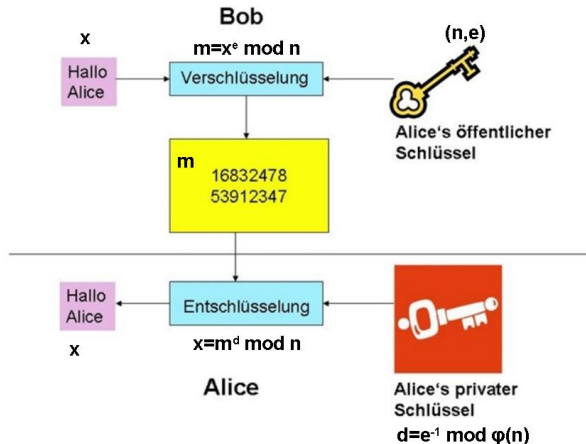 Bob
x
m=xᵉ mod n
(n,e)
Hallo
Alice
Verschlüsselung
Alice's öffentlicher
Schlüssel
m
16832478
53912347
Hallo
Alice
Entschlüsselung
x
x=mᵈ mod n
Alice
Alice's privater
Schlüssel
d=e⁻¹ mod φ(n)